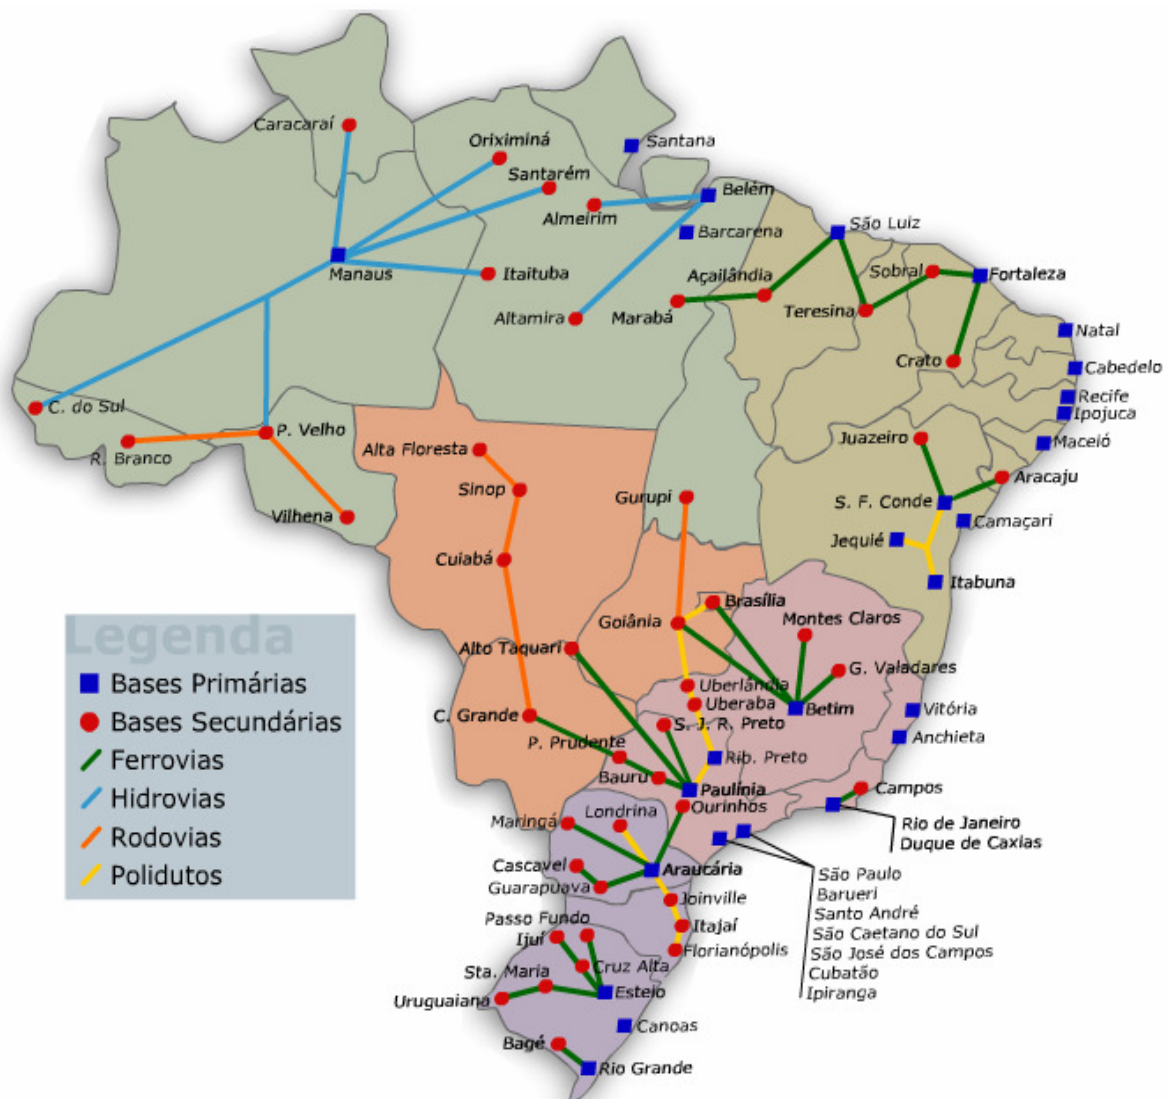 Caracaraí
Oriximiná
Santana
Santarém
Belém
Almeirim
Barcarena
São Luiz
Manaus
Itaituba
Açailândia
Sobral
Fortaleza
Altamira
Marabá
Teresina
Natal
Crato
Cabedelo
Recife
Ipojuca
C. do Sul
P. Velho
Juazeiro
Maceió
R. Branco
Alta Floresta
Aracaju
Sinop
Gurupi
S. F. Conde
Vilhena
Camaçari
Jequié
Cuiabá
Itabuna
Brasília
Goiânia
Montes Claros
Legenda
Alto Taquari
G. Valadares
Bases Primárias
Uberlândia
Uberaba
Betim
Vitória
Bases Secundárias
C. Grande
S. J. R. Preto
Anchieta
P. Prudente
Rib. Preto
Ferrovias
Bauru
Paulínia
Campos
Hidrovias
Ourinhos
Londrina
Maringá
Rio de Janeiro
Duque de Caxias
Rodovias
Cascavel
Araucária
São Paulo
Polidutos
Guarapuava
Barueri
Joinville
Santo André
Passo Fundo
Itajaí
São Caetano do Sul
Ijuí
Florianópolis
São José dos Campos
Sta. Maria
Cruz Alta
Cubatão
Uruguaiana
Esteio
Ipiranga
Canoas
Bagé
Rio Grande